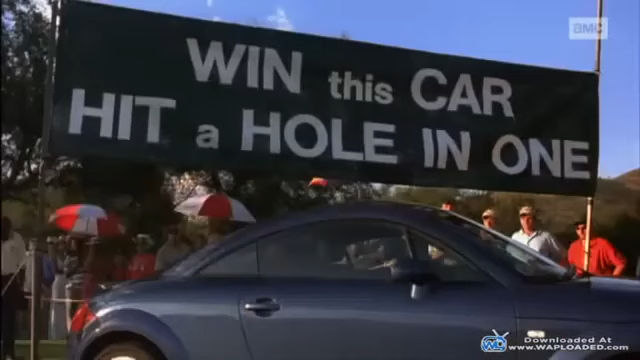 aMC
WIN this CAR
HIT a HOLE IN ONE
Downloaded At
www.WAPLOADED.com